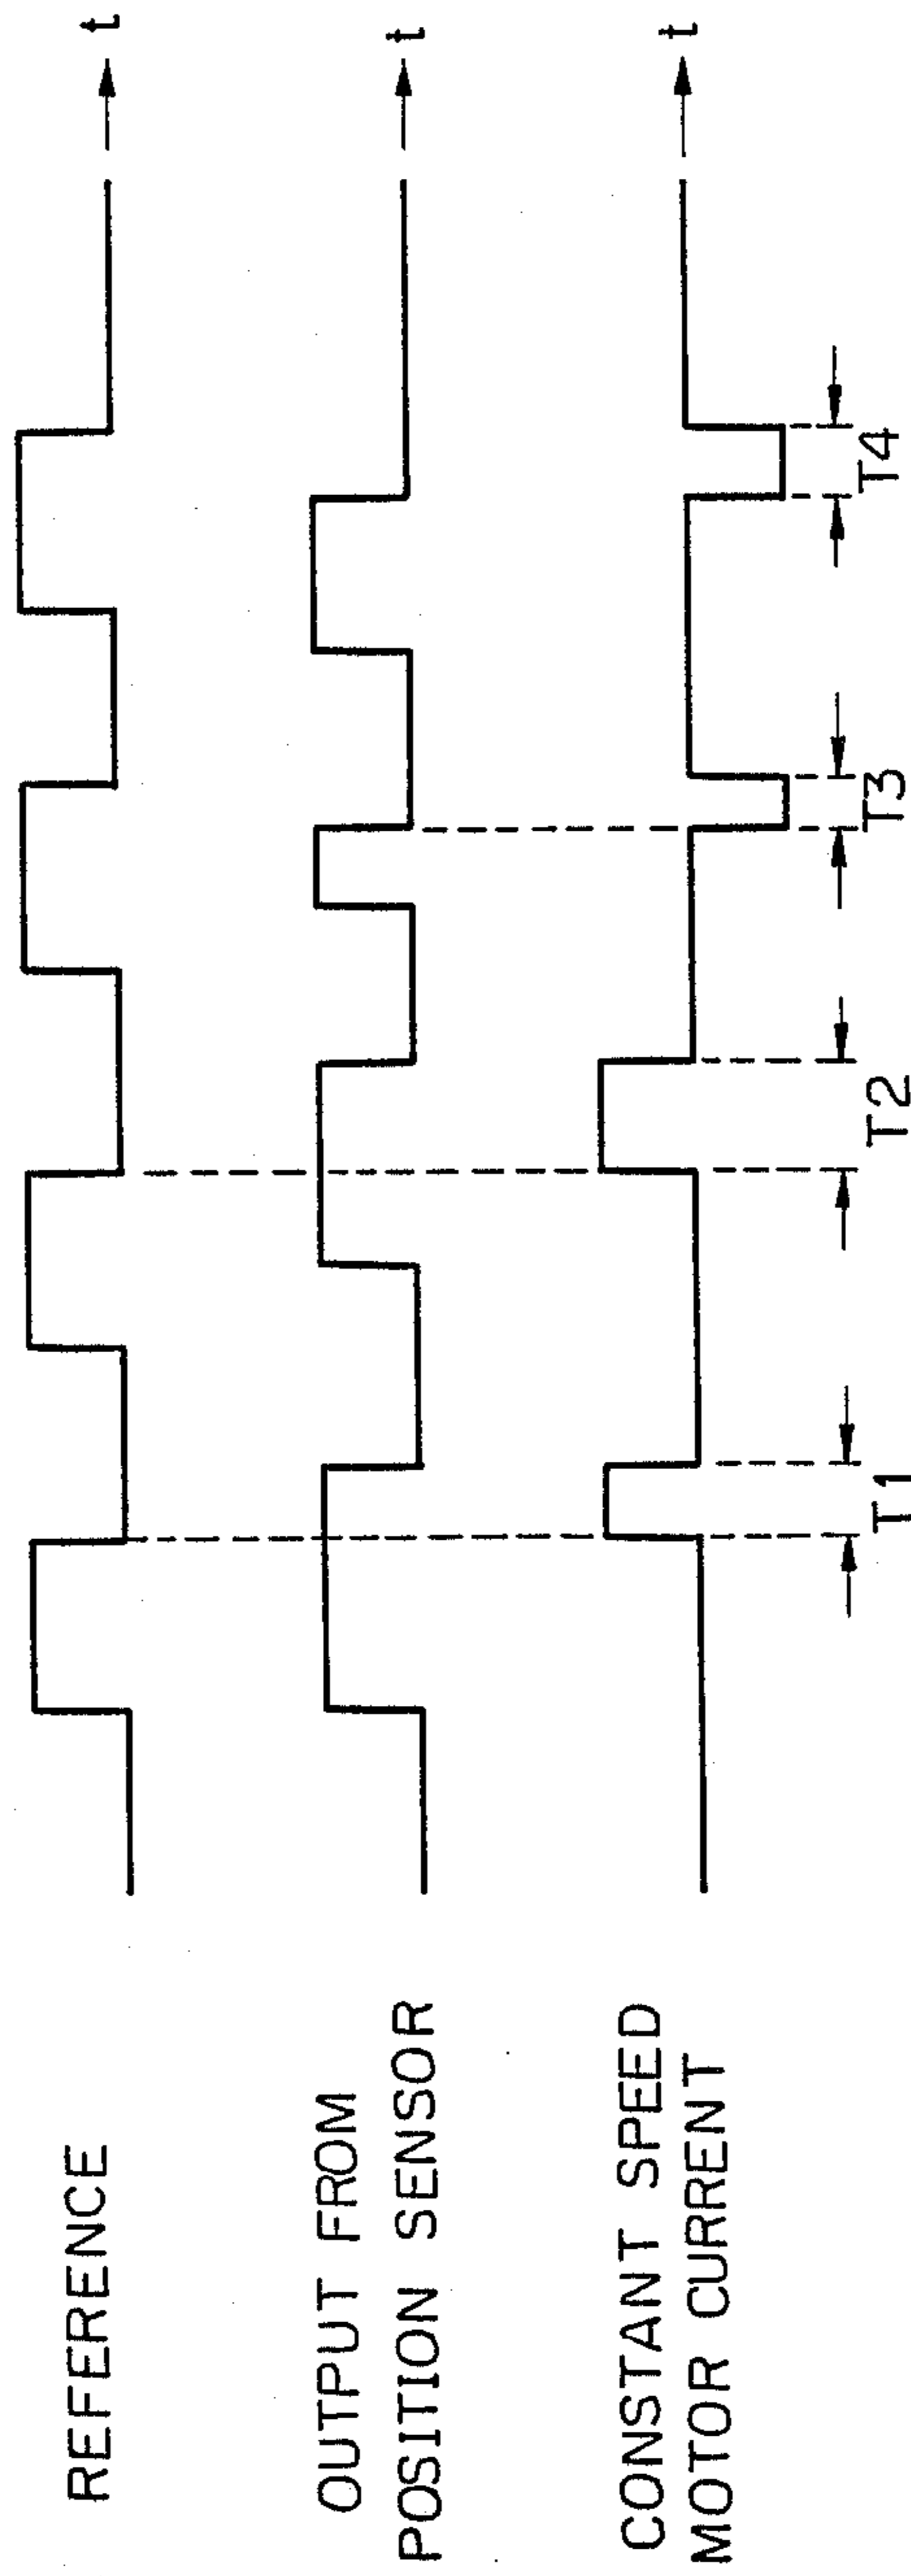 REFERENCE
t
OUTPUT FROM
POSITION SENSOR
t
CONSTANT SPEED
MOTOR CURRENT
t
T1
T2
T3
T4